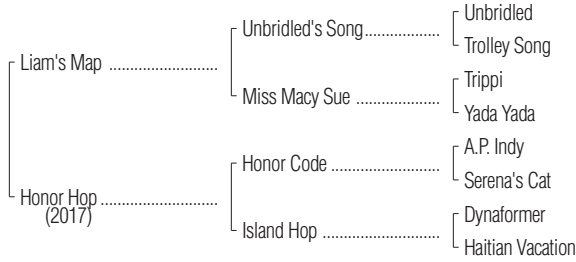 Unbridled
Unbridled's Song..................
Trolley Song
Liam's Map ..........................
Trippi
Miss Macy Sue ....................
Yada Yada
A.P. Indy
Honor Code ..........................
Serena's Cat
Honor Hop ............................
(2017)
Dynaformer
Island Hop ............................
Haitian Vacation